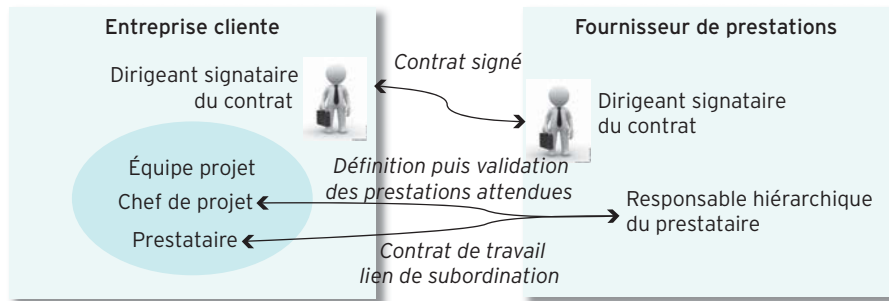 Entreprise cliente
Fournisseur de prestations
Dirigeant signataire
du contrat
Contrat signé
Dirigeant signataire
du contrat
Équipe projet
Chef de projet
Prestataire
Définition puis validation
des prestations attendues
Responsable hiérarchique
du prestataire
Contrat de travail
lien de subordination